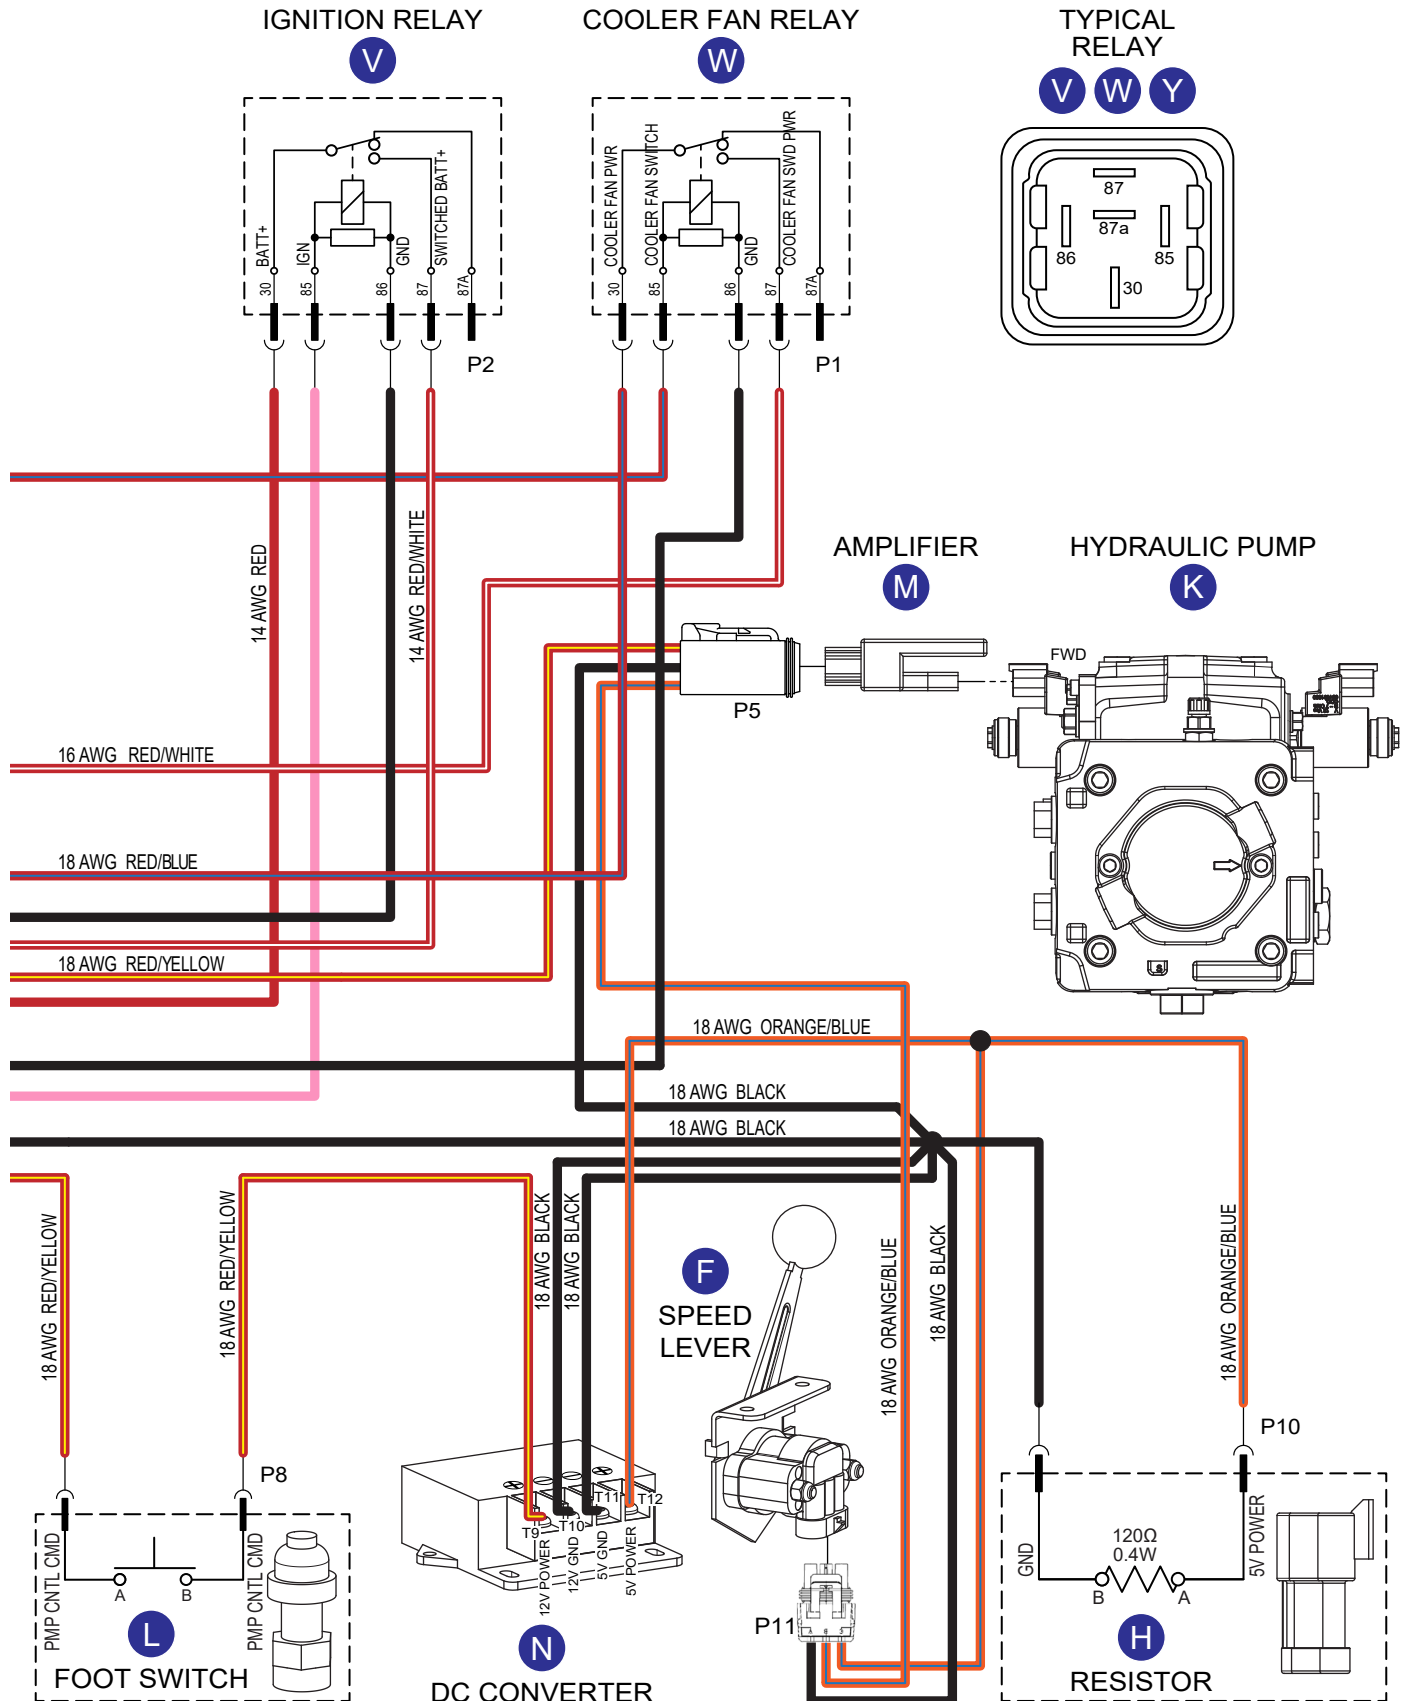 IGNITION RELAY
V
COOLER FAN RELAY
W
TYPICAL
RELAY
V W Y
BATT+
IGN
GND
SWITCHED BATT+
30
85
86
87
87A
P2
COOLER FAN PWR
COOLER FAN SWITCH
GND
COOLER FAN SWD PWR
30
85
86
87
87A
P1
87
87a
86
85
30
14 AWG RED
14 AWG RED/WHITE
AMPLIFIER
M
HYDRAULIC PUMP
K
FWD
P5
16 AWG RED/WHITE
18 AWG RED/BLUE
18 AWG RED/YELLOW
18 AWG ORANGE/BLUE
18 AWG BLACK
18 AWG BLACK
18 AWG RED/YELLOW
18 AWG RED/YELLOW
18 AWG BLACK
18 AWG BLACK
F
SPEED
LEVER
18 AWG ORANGE/BLUE
18 AWG BLACK
18 AWG ORANGE/BLUE
P8
PMP CNTL CMD
A
B
PMP CNTL CMD
L
FOOT SWITCH
T9
T10
T11
T12
12V POWER
12V GND
5V GND
5V POWER
N
DC CONVERTER
P11
P10
GND
120Ω
0.4W
B
A
5V POWER
H
RESISTOR